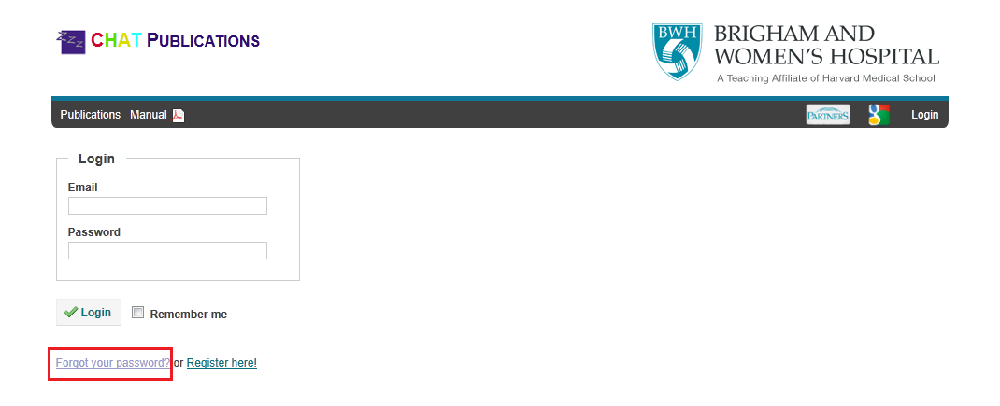 zzz CHAT PUBLICATIONS
BWH BRIGHAM AND
WOMEN'S HOSPITAL
A Teaching Affiliate of Harvard Medical School
Publications Manual PARTNERS g Login
Login
Email
Password
Login Remember me
Forgot your password? or Register here!